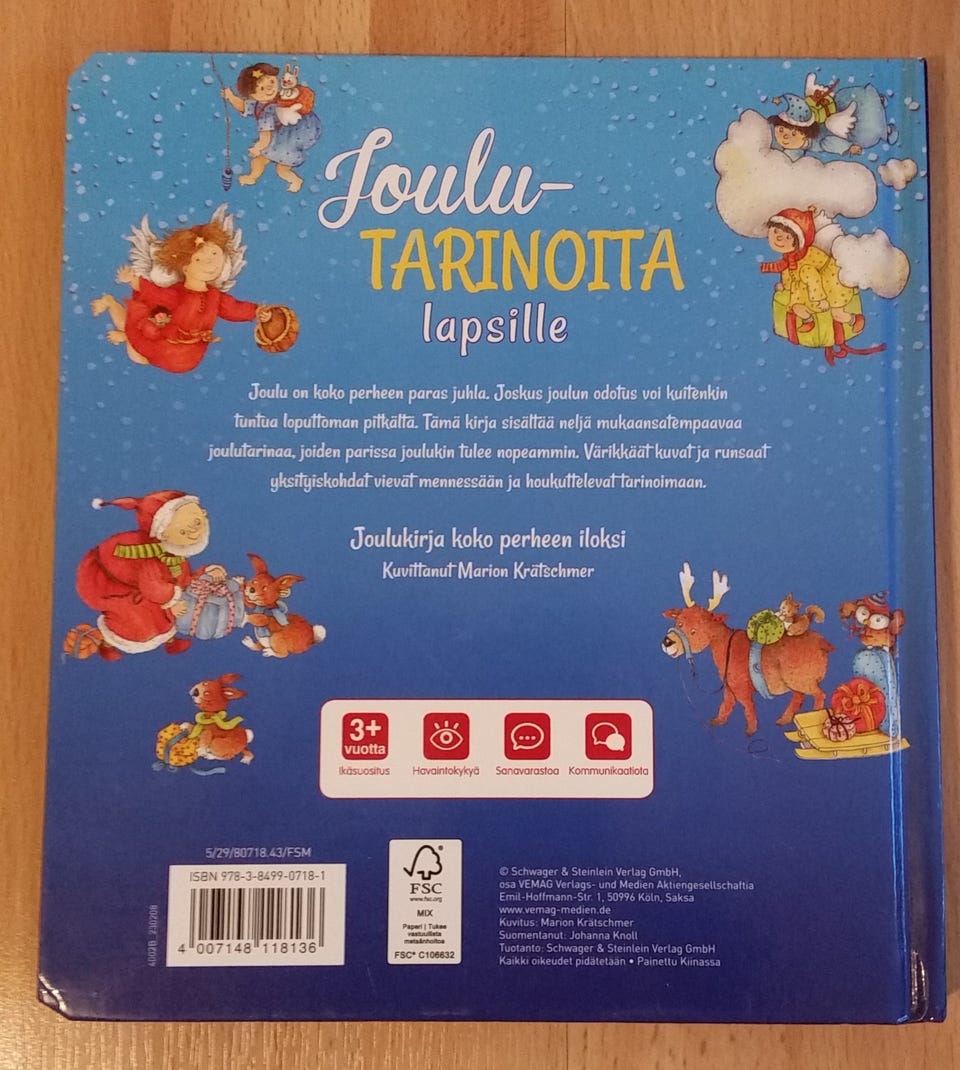 Joulu-
TARINOITA
lapsille
Joulu on koko perheen paras juhla. Joskus joulun odotus voi kuitenkin
tuntua loputtoman pitkältä. Tämä kirja sisältää neljä mukaansatempaavaa
joulutarinaa, joiden parissa joulukin tulee nopeammin. Värikkäät kuvat ja runsaat
yksityiskohdat vievät mennessään ja houkuttelevat tarinoimaan.
Joulukirja koko perheen iloksi
Kuvittanut Marion Krätschmer
3+
vuotta
Ikäsuositus
Havaintokykyä
Sanavarastoa
Kommunikaatiota
5/29/80718.43/FSM
ISBN 978-3-8499-0718-1
4 007148 118136
4002B_230208
FSC
www.fsc.org
MIX
Paperi | Tukee
vastuullista
metsänhoitoa
FSC® C106632
© Schwager & Steinlein Verlag GmbH,
osa VEMAG Verlags- und Medien Aktiengesellschaftia
Emil-Hoffmann-Str. 1, 50996 Köln, Saksa
www.vemag-medien.de
Kuvitus: Marion Krätschmer
Suomentanut: Johanna Knoll
Tuotanto: Schwager & Steinlein Verlag GmbH
Kaikki oikeudet pidätetään • Painettu Kiinassa